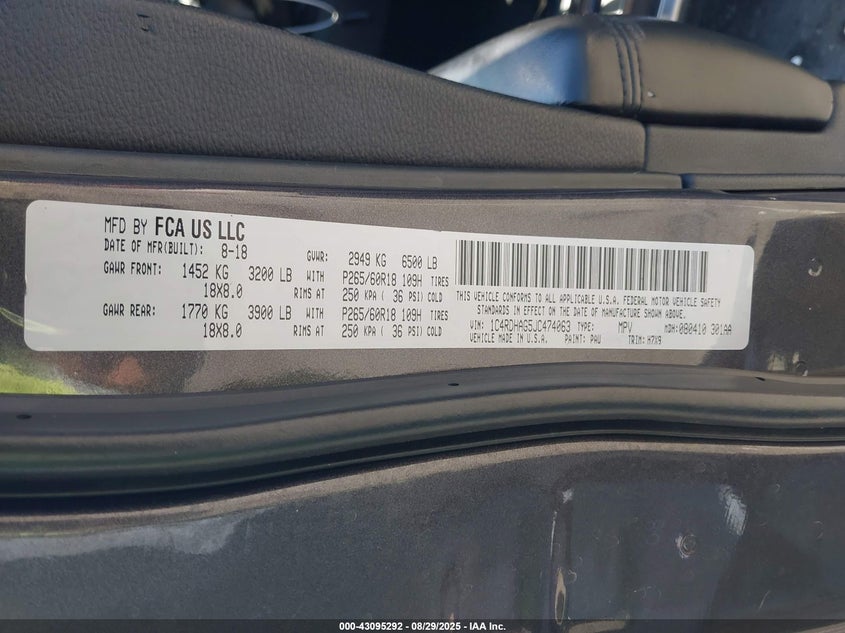 MFD BY FCA US LLC
DATE OF MFR(BUILT): 8-18 GVWR: 2949 KG 6500 LB
GAWR FRONT: 1452 KG 3200 LB WITH P265/60R18 109H TIRES
18X8.0 RIMS AT 250 KPA ( 36 PSI) COLD
GAWR REAR: 1770 KG 3900 LB WITH P265/60R18 109H TIRES
18X8.0 RIMS AT 250 KPA ( 36 PSI) COLD
THIS VEHICLE CONFORMS TO ALL APPLICABLE U.S.A. FEDERAL MOTOR VEHICLE SAFETY
STANDARDS IN EFFECT ON THE DATE OF MANUFACTURE SHOWN ABOVE.
VIN: 1C4RDHAG5JC474063 TYPE: MPV MDH: 080410 301AA
VEHICLE MADE IN U.S.A. PAINT: PAU TRIM: H7X9
000-43095292 - 08/29/2025 - IAA Inc.